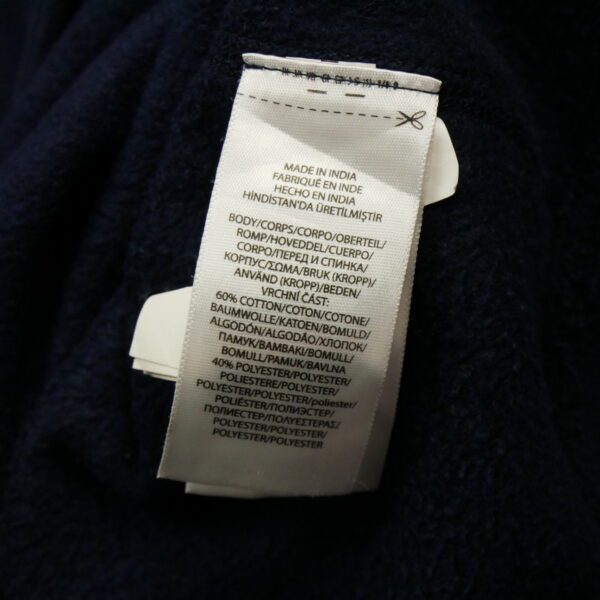 MADE IN INDIA
FABRIQUÉ EN INDE
HECHO EN INDIA
HİNDİSTAN'DA ÜRETİLMİŞTİR
BODY/CORPS/CORPO/OBERTEIL/
ROMP/HOVEDDEL/CUERPO/
CORPO/ПЕРЕД И СПИНКА/
КОРПУС/ΣΩΜΑ/BRUK (KROPP)/
ANVÄND (KROPP)/BEDEN/
VRCHNÍ ČÁST:
60% COTTON/COTON/COTONE/
BAUMWOLLE/KATOEN/BOMULD/
ALGODÓN/ALGODÃO/ХЛОПОК/
ПАМУК/ΒΑΜΒΑΚΙ/BOMULL/
BOMULL/PAMUK/BAVLNA
40% POLYESTER/POLYESTER/
POLIESTERE/POLYESTER/
POLYESTER/POLYESTER/poliester/
POLIÉSTER/ПОЛИЭСТЕР/
ПОЛИЕСТЕР/ΠΟΛΥΕΣΤΕΡΑΣ/
POLYESTER/POLYESTER/
POLYESTER/POLYESTER